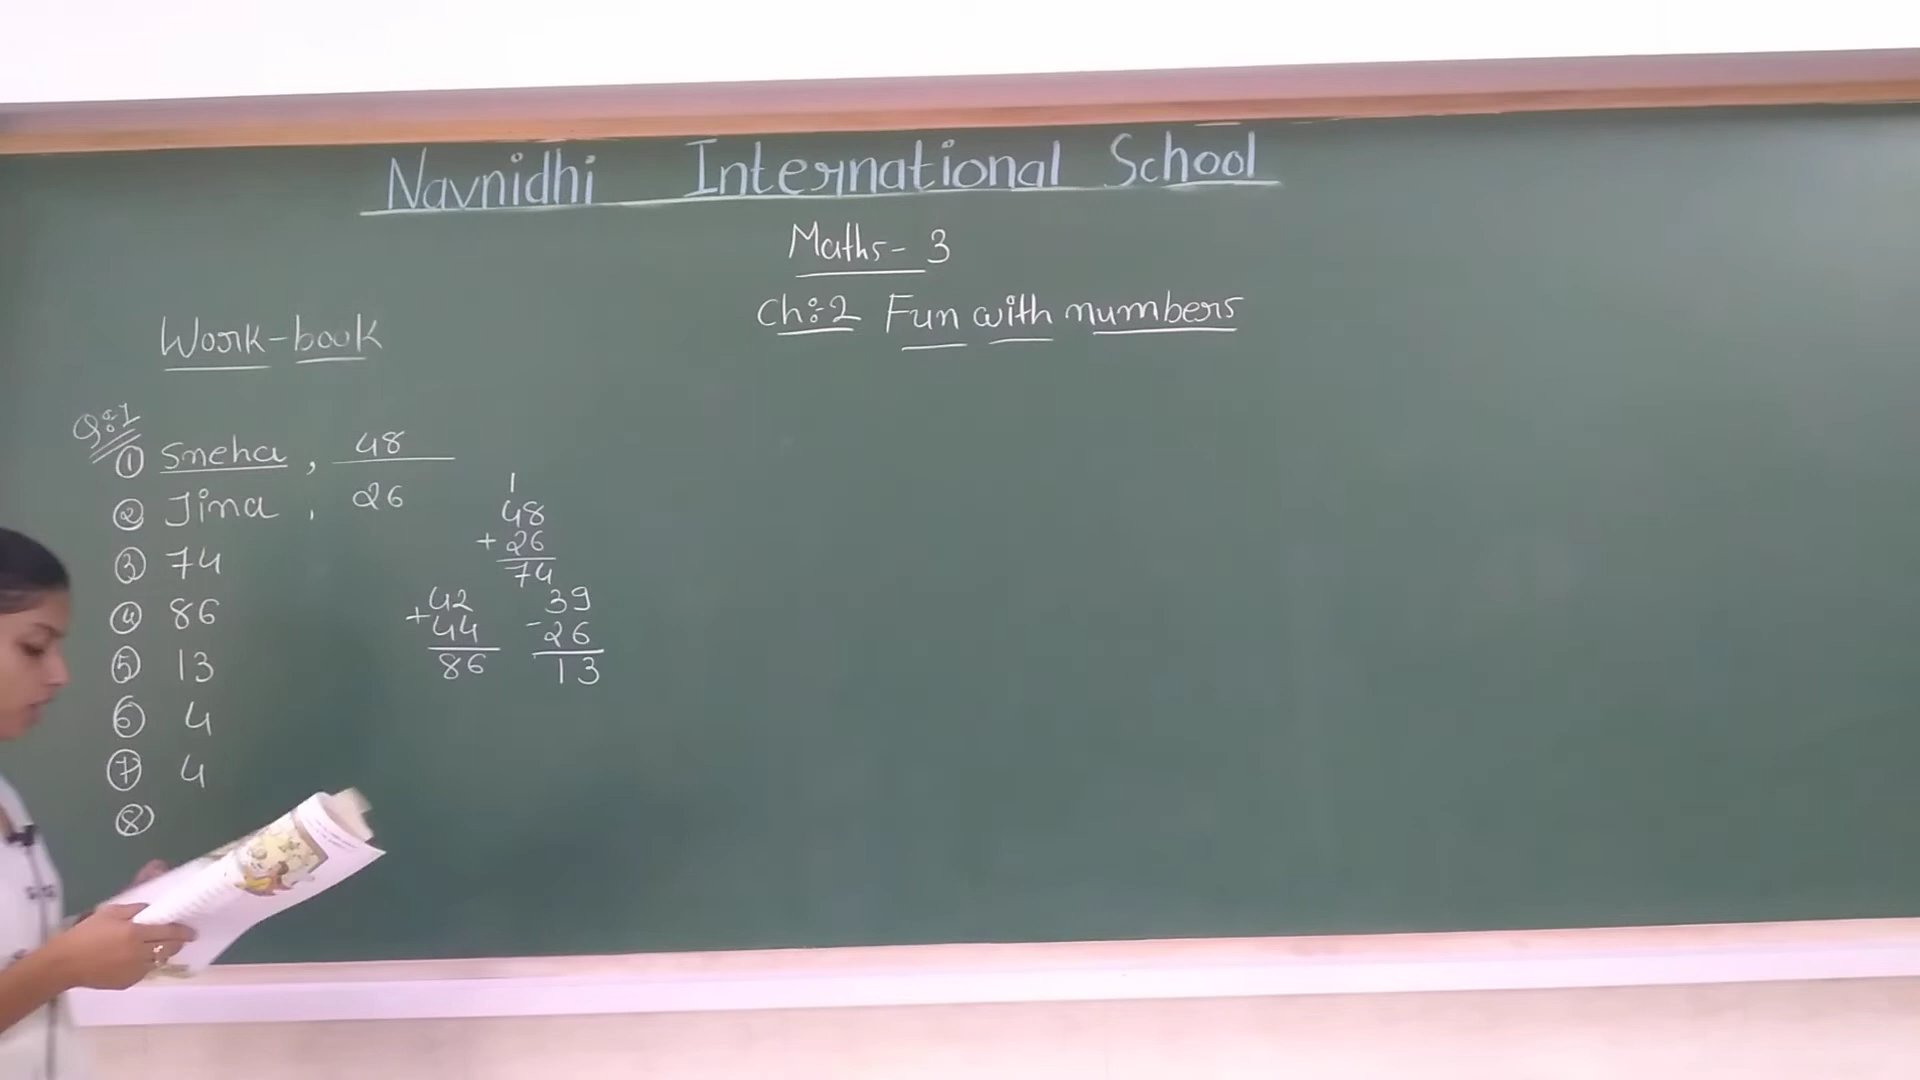 Navnidhi International School
Maths- 3
Ch:2 Fun with numbers
Work-book
Q:1
① Sneha, 48
② Jina, 26
③ 74
④ 86
⑤ 13
⑥ 4
⑦ 4
⑧
1
48
+ 26
74
42
+44
86
39
-26
13